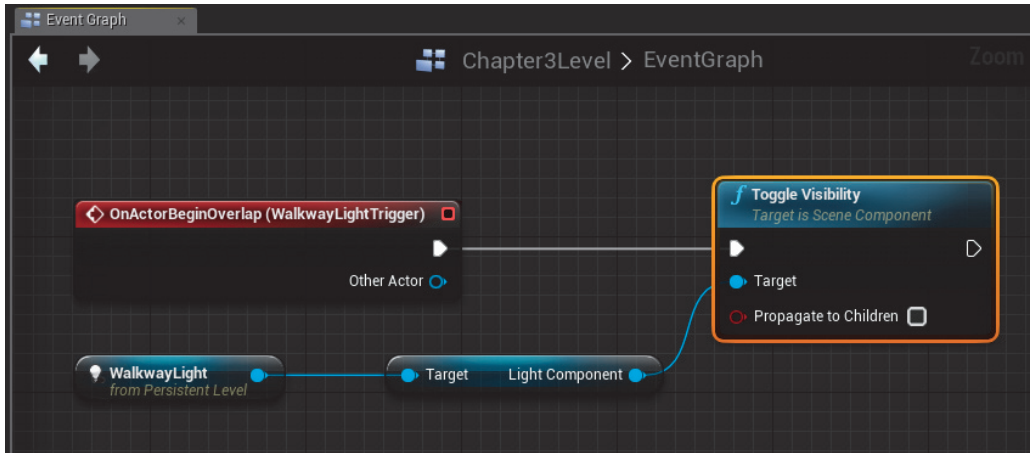 Event Graph
Chapter3Level > EventGraph
Zoom
OnActorBeginOverlap (WalkwayLightTrigger)
Other Actor
f Toggle Visibility
Target is Scene Component
Target
Propagate to Children
WalkwayLight
from Persistent Level
Target Light Component